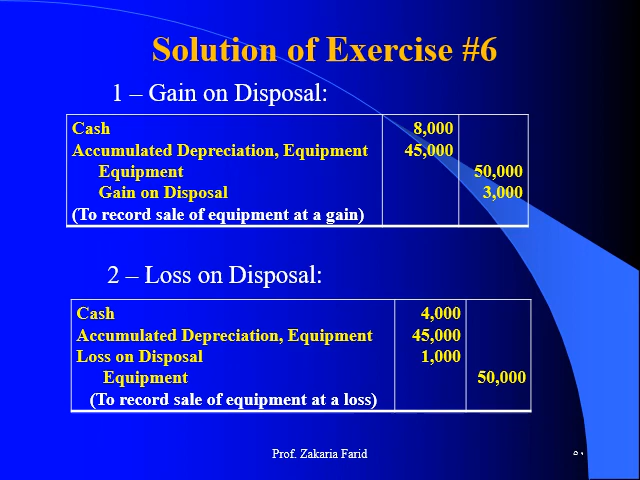 Solution of Exercise #6
1 – Gain on Disposal:
Cash 8,000
Accumulated Depreciation, Equipment 45,000
Equipment 50,000
Gain on Disposal 3,000
(To record sale of equipment at a gain)
2 – Loss on Disposal:
Cash 4,000
Accumulated Depreciation, Equipment 45,000
Loss on Disposal 1,000
Equipment 50,000
(To record sale of equipment at a loss)
Prof. Zakaria Farid
٥٠